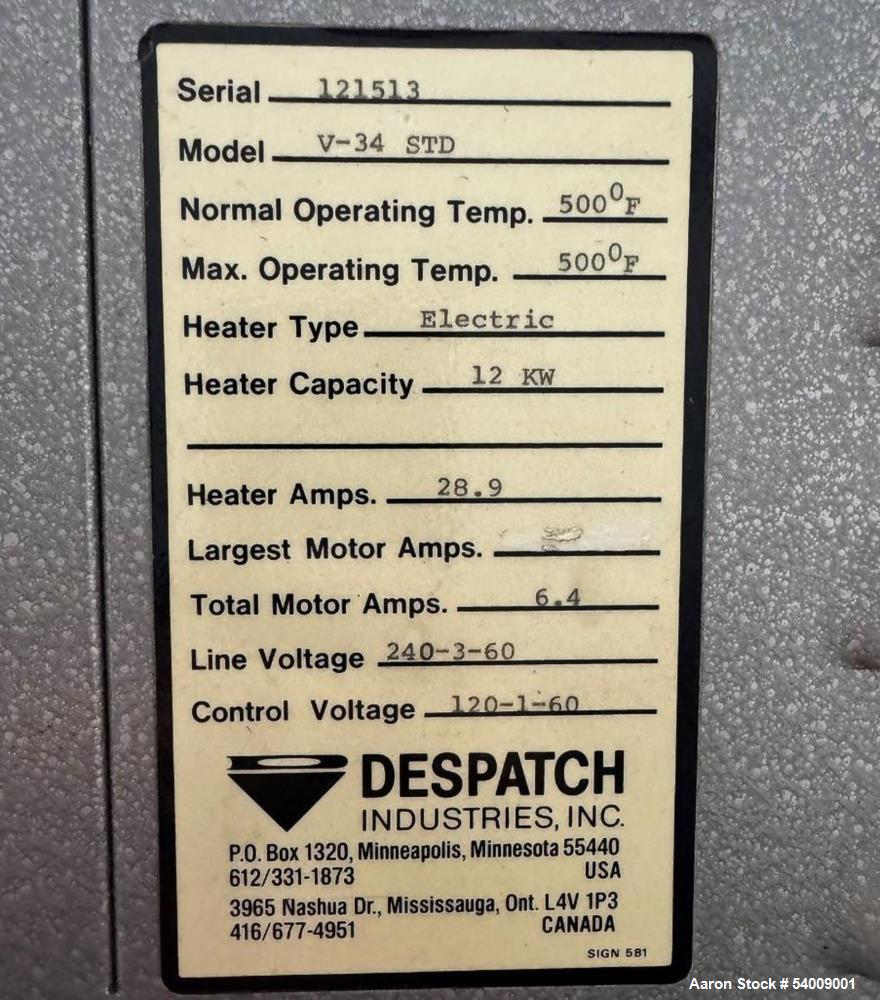 Serial 121513
Model V-34 STD
Normal Operating Temp. 500⁰F
Max. Operating Temp. 500⁰F
Heater Type Electric
Heater Capacity 12 KW
Heater Amps. 28.9
Largest Motor Amps.
Total Motor Amps. 6.4
Line Voltage 240-3-60
Control Voltage 120-1-60
DESPATCH
INDUSTRIES, INC.
P.O. Box 1320, Minneapolis, Minnesota 55440
612/331-1873 USA
3965 Nashua Dr., Mississauga, Ont. L4V 1P3
416/677-4951 CANADA
SIGN 581
Aaron Stock # 54009001